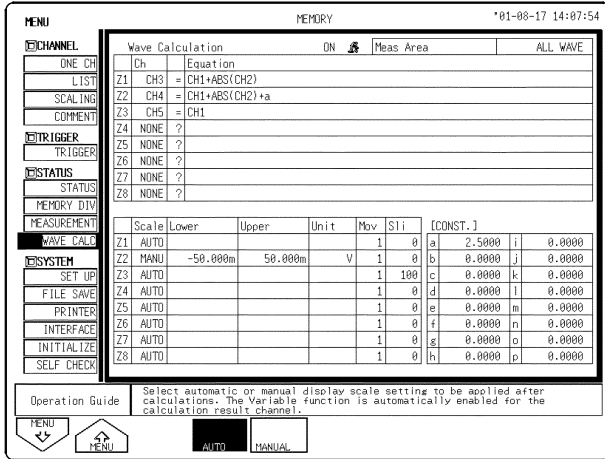 MENU MEMORY '01-08-17 14:07:54
CHANNEL
ONE CH
LIST
SCALING
COMMENT
TRIGGER
TRIGGER
STATUS
STATUS
MEMORY DIV
MEASUREMENT
WAVE CALC
SYSTEM
SET UP
FILE SAVE
PRINTER
INTERFACE
INITIALIZE
SELF CHECK
Wave Calculation ON Meas Area ALL WAVE
Ch Equation
Z1 CH3 = CH1+ABS(CH2)
Z2 CH4 = CH1+ABS(CH2)+a
Z3 CH5 = CH1
Z4 NONE ?
Z5 NONE ?
Z6 NONE ?
Z7 NONE ?
Z8 NONE ?
Scale Lower Upper Unit Mov Sli [CONST.]
Z1 AUTO 1 0 a 2.5000 i 0.0000
Z2 MANU -50.000m 50.000m V 1 0 b 0.0000 j 0.0000
Z3 AUTO 1 100 c 0.0000 k 0.0000
Z4 AUTO 1 0 d 0.0000 l 0.0000
Z5 AUTO 1 0 e 0.0000 m 0.0000
Z6 AUTO 1 0 f 0.0000 n 0.0000
Z7 AUTO 1 0 g 0.0000 o 0.0000
Z8 AUTO 1 0 h 0.0000 p 0.0000
Operation Guide
Select automatic or manual display scale setting to be applied after
calculations. The Variable function is automatically enabled for the
calculation result channel.
MENU
MENU
AUTO
MANUAL